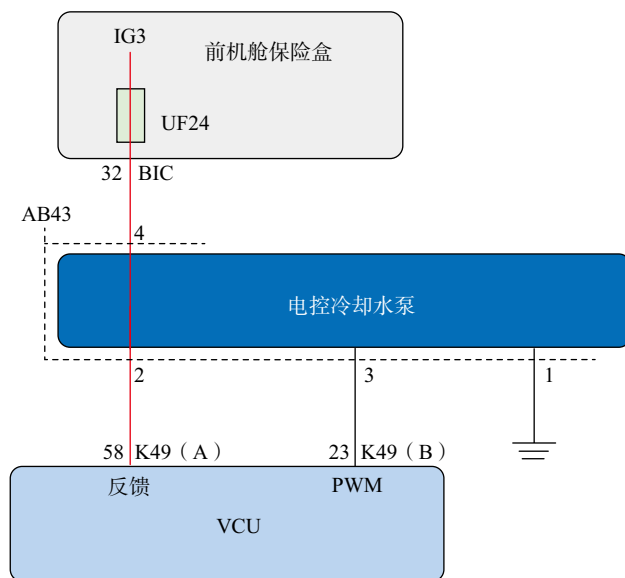 IG3
前机舱保险盒
UF24
32 BIC
AB43
4
电控冷却水泵
2 3 1
58 K49（A） 23 K49（B）
反馈 PWM
VCU